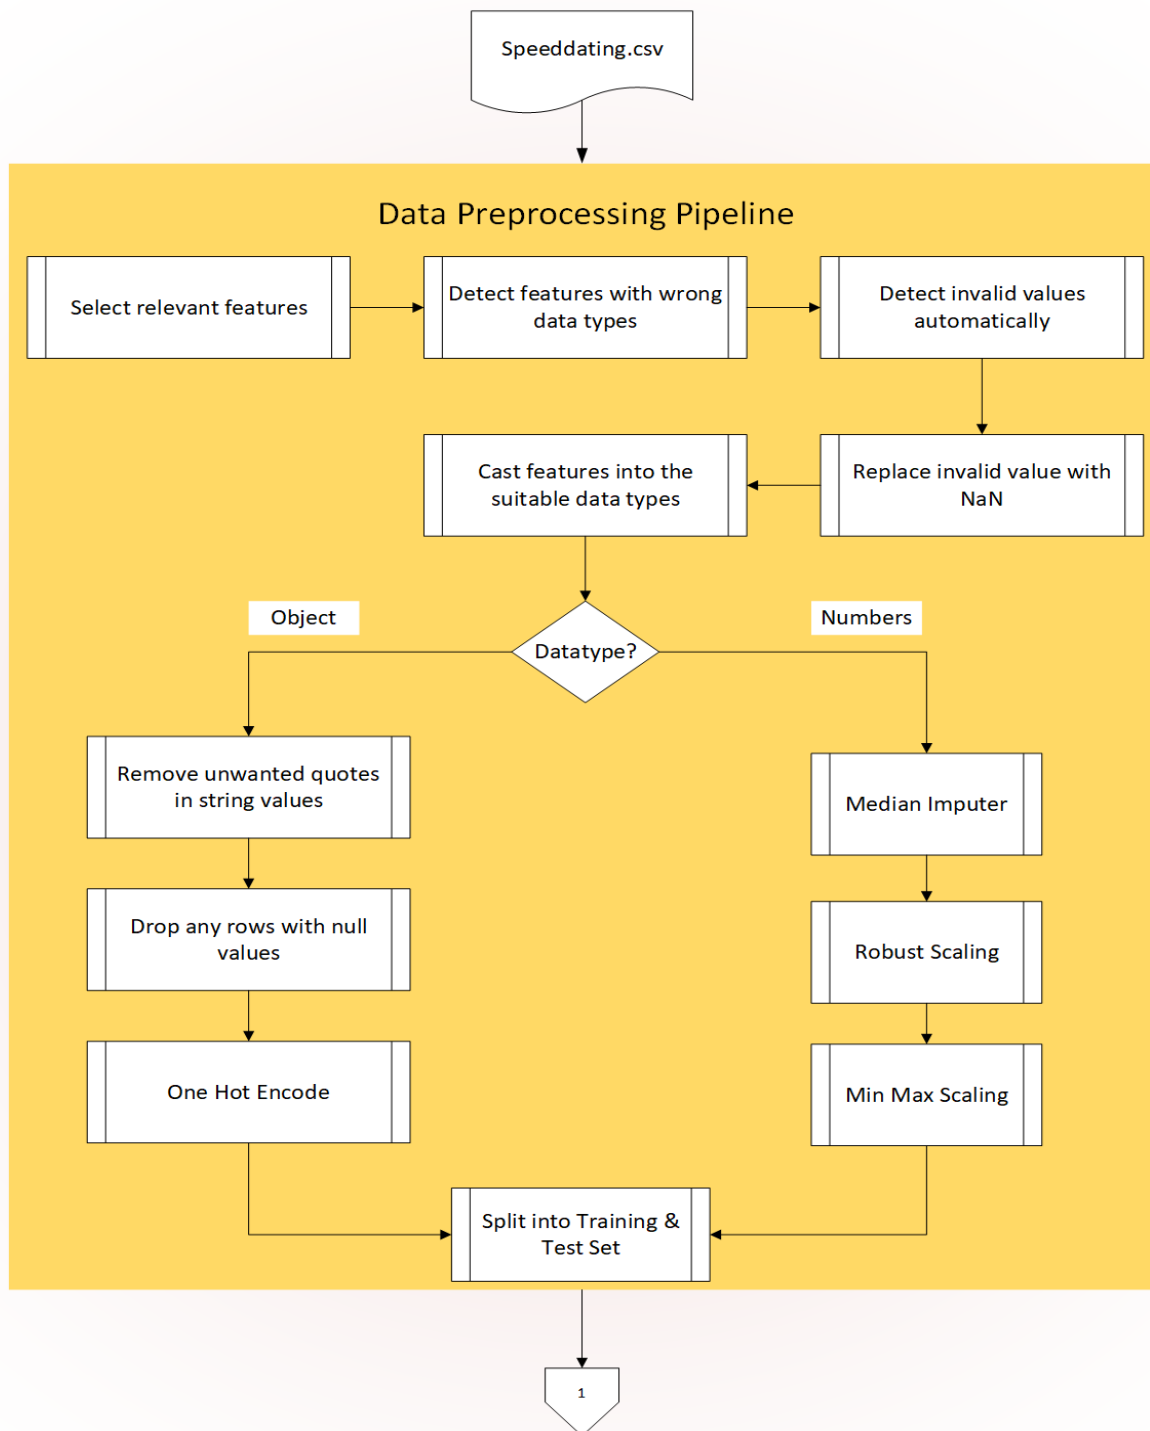 Speeddating.csv
Data Preprocessing Pipeline
Select relevant features
Detect features with wrong
data types
Detect invalid values
automatically
Cast features into the
suitable data types
Replace invalid value with
NaN
Object
Numbers
Datatype?
Remove unwanted quotes
in string values
Median Imputer
Drop any rows with null
values
Robust Scaling
One Hot Encode
Min Max Scaling
Split into Training &
Test Set
1